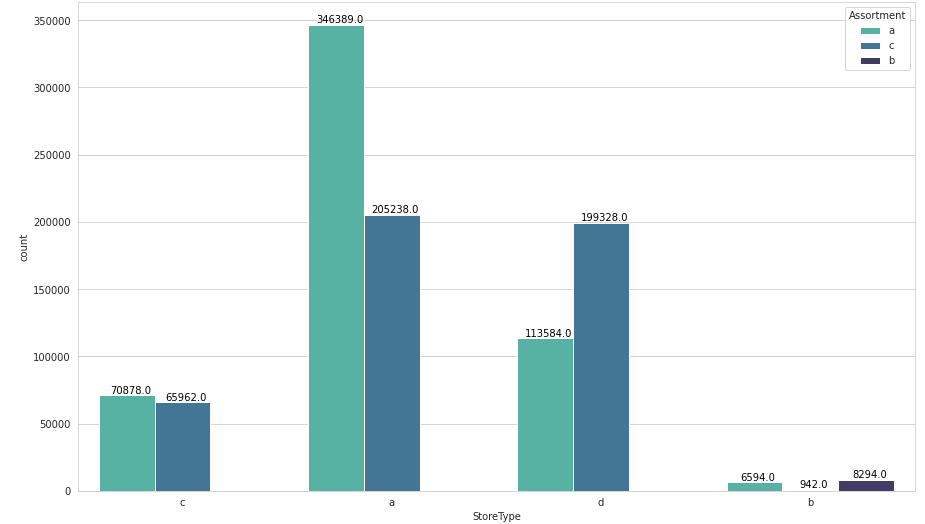 350000
300000
250000
200000
150000
100000
50000
0
count
346389.0
205238.0
199328.0
113584.0
70878.0
65962.0
6594.0
942.0
8294.0
Assortment
a
c
b
c
a
d
b
StoreType